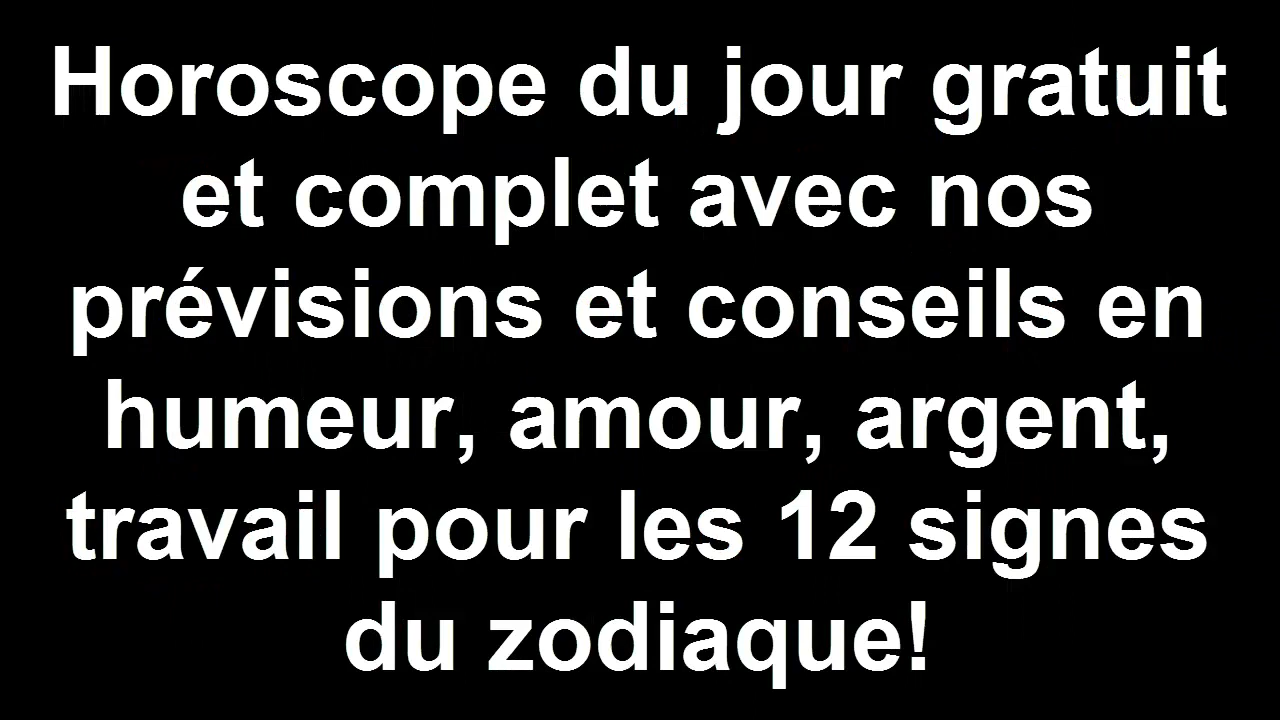 Horoscope du jour gratuit
et complet avec nos
prévisions et conseils en
humeur, amour, argent,
travail pour les 12 signes
du zodiaque!